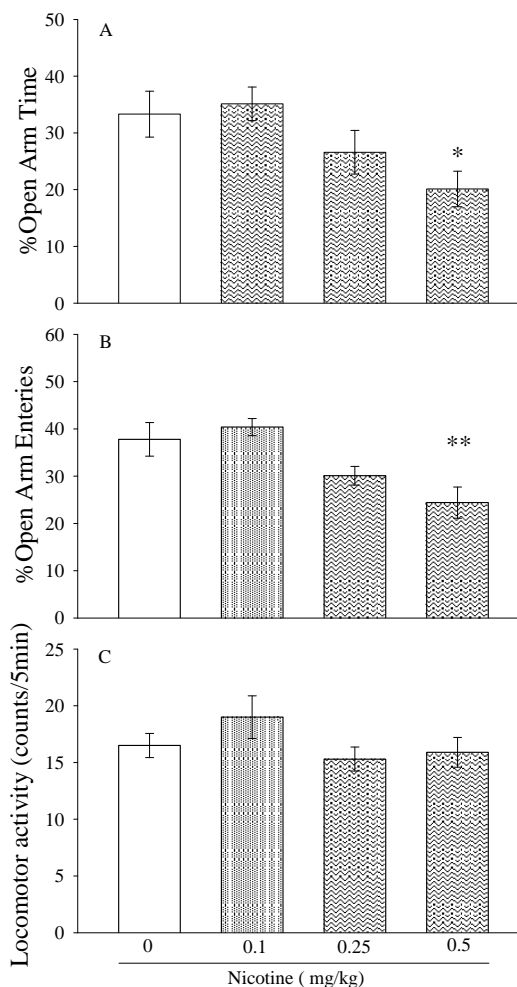 A
50
40
30
20
10
0
%Open Arm Time
*
B
60
50
40
30
20
10
0
%Open Arm Enteries
**
C
25
20
15
10
5
0
Locomotor activity (counts/5min)
0 0.1 0.25 0.5
Nicotine ( mg/kg)